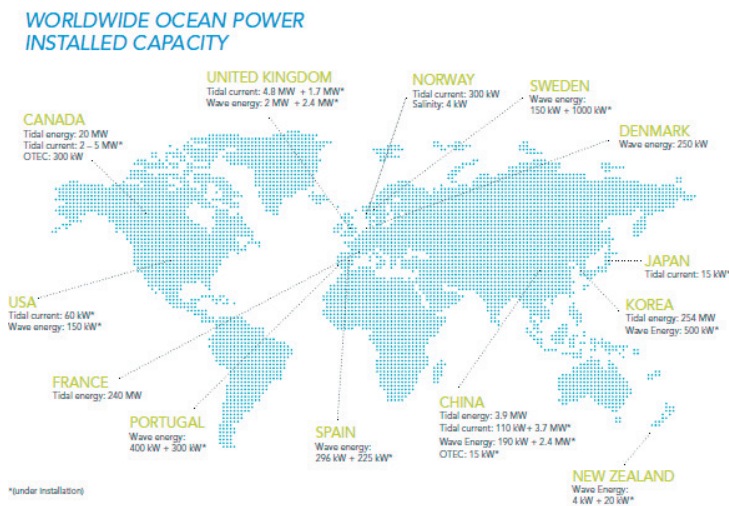 WORLDWIDE OCEAN POWER
INSTALLED CAPACITY
UNITED KINGDOM
Tidal current: 4.8 MW + 1.7 MW*
Wave energy: 2 MW + 2.4 MW*
NORWAY
Tidal current: 300 kW
Salinity: 4 kW
SWEDEN
Wave energy:
150 kW + 1000 kW*
CANADA
Tidal energy: 20 MW
Tidal current: 2 – 5 MW*
OTEC: 300 kW
DENMARK
Wave energy: 250 kW
JAPAN
Tidal current: 15 kW*
USA
Tidal current: 60 kW*
Wave energy: 150 kW*
KOREA
Tidal energy: 254 MW
Wave Energy: 500 kW*
FRANCE
Tidal energy: 240 MW
PORTUGAL
Wave energy:
400 kW + 300 kW*
SPAIN
Wave energy:
296 kW + 225 kW*
CHINA
Tidal energy: 3.9 MW
Tidal current: 110 kW+ 3.7 MW*
Wave Energy: 190 kW + 2.4 MW*
OTEC: 15 kW*
NEW ZEALAND
Wave Energy:
4 kW + 20 kW*
*(under installation)